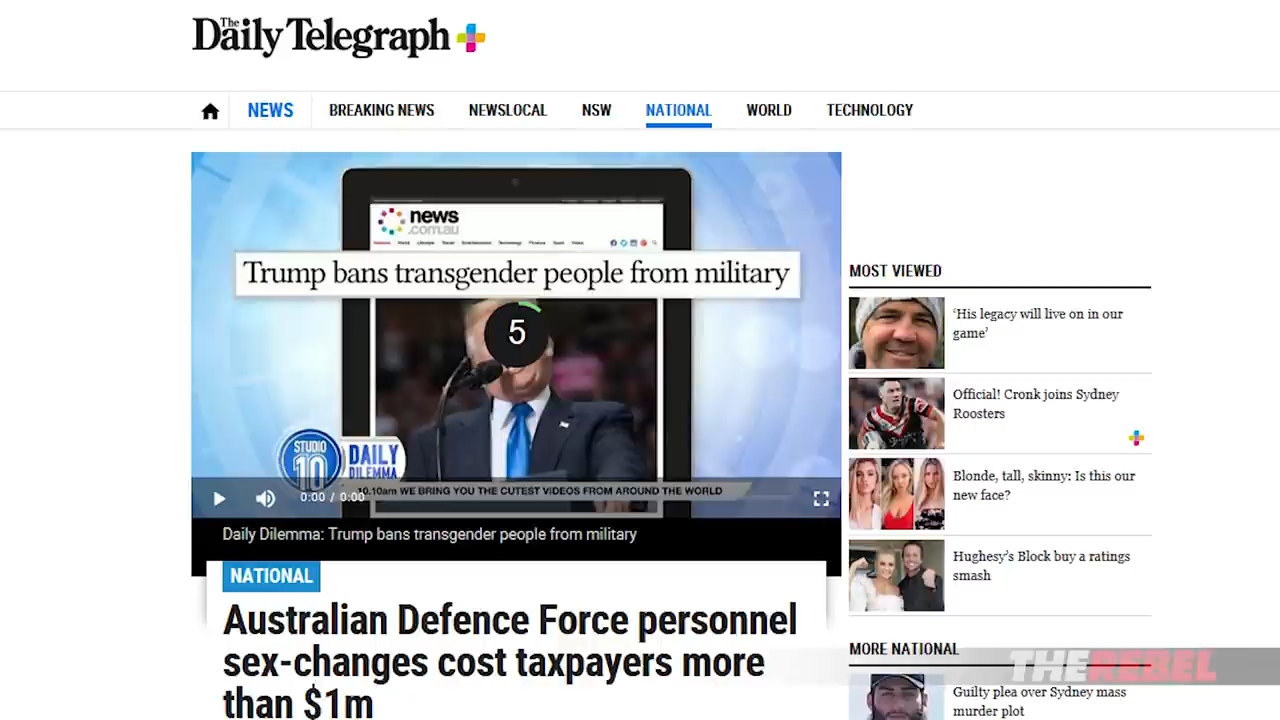 The Daily Telegraph
NEWS
BREAKING NEWS
NEWSLOCAL
NSW
NATIONAL
WORLD
TECHNOLOGY
news
.com.au
Trump bans transgender people from military
5
STUDIO
10
DAILY
DILEMMA
10.10am WE BRING YOU THE CUTEST VIDEOS FROM AROUND THE WORLD
0:00 / 0:00
Daily Dilemma: Trump bans transgender people from military
NATIONAL
Australian Defence Force personnel
sex-changes cost taxpayers more
than $1m
MOST VIEWED
‘His legacy will live on in our
game’
Official! Cronk joins Sydney
Roosters
Blonde, tall, skinny: Is this our
new face?
Hughesy’s Block buy a ratings
smash
MORE NATIONAL
Guilty plea over Sydney mass
murder plot
THE REBEL